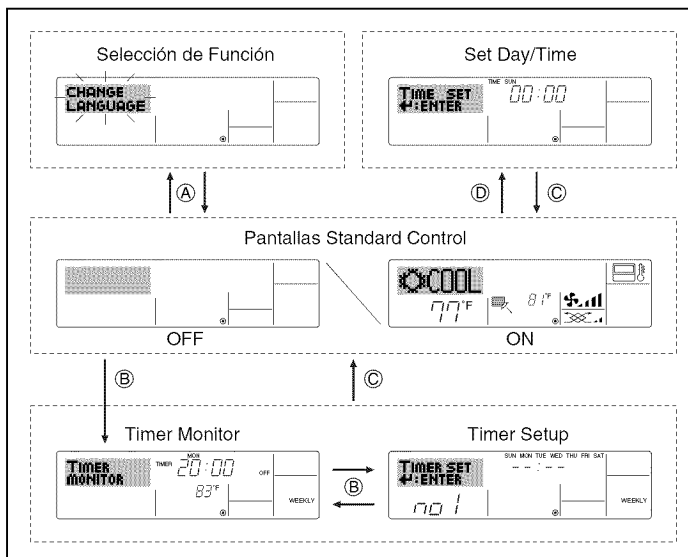 Selección de Función
CHANGE
LANGUAGE
Set Day/Time
TIME SUN
TIME SET 00:00
↵:ENTER
Ⓐ
Ⓓ Ⓒ
Pantallas Standard Control
OFF
COOL
77°F 81°F
ON
Ⓑ Ⓒ
Timer Monitor
MON
TIMER TIMER 20:00 OFF
MONITOR
83°F
WEEKLY
Ⓑ
Timer Setup
SUN MON TUE WED THU FRI SAT
TIMER SET --:--
↵:ENTER
WEEKLY
no 1